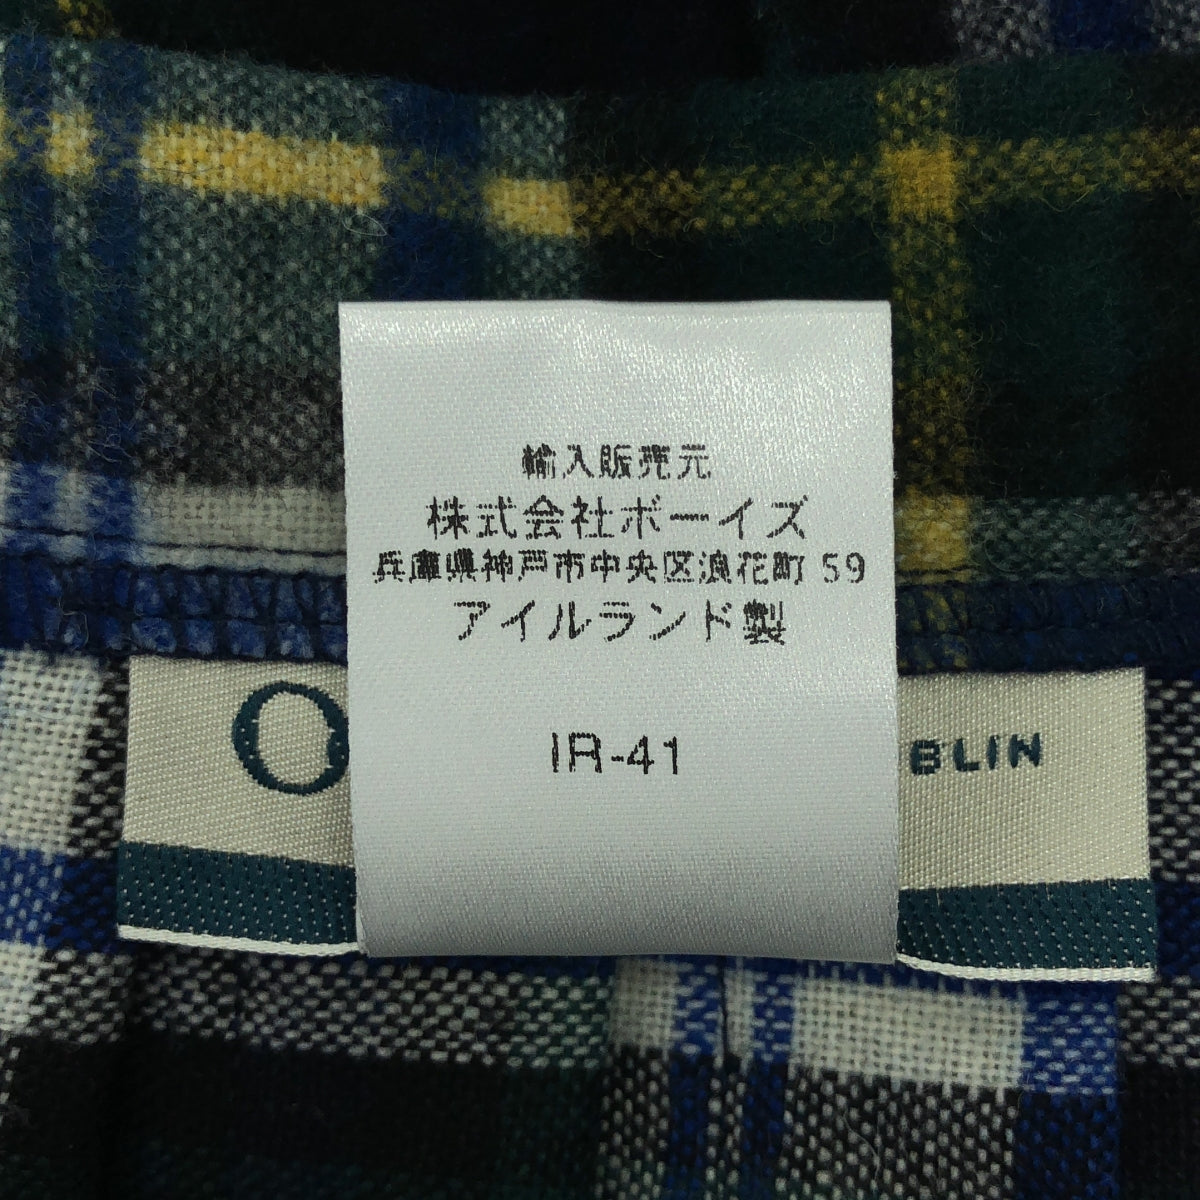 輸入販売元
株式会社ボーイズ
兵庫県神戸市中央区浪花町 59
アイルランド製
IR-41
O
BLIN